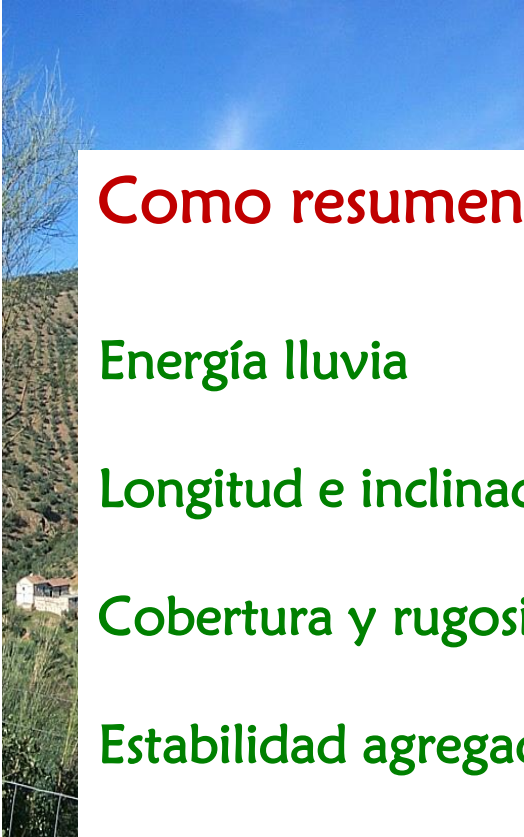 Como resumen
Energía lluvia
Longitud e
Cobertura y
Estabilidad